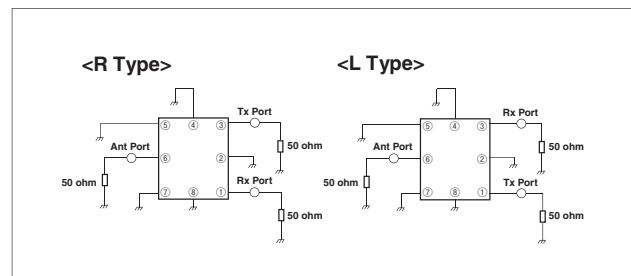 <R Type>
⑤ ④ ③
Tx Port
50 ohm
Ant Port
⑥ ②
50 ohm
Rx Port
⑦ ⑧ ①
50 ohm
<L Type>
⑤ ④ ③
Rx Port
50 ohm
Ant Port
⑥ ②
50 ohm
Tx Port
⑦ ⑧ ①
50 ohm